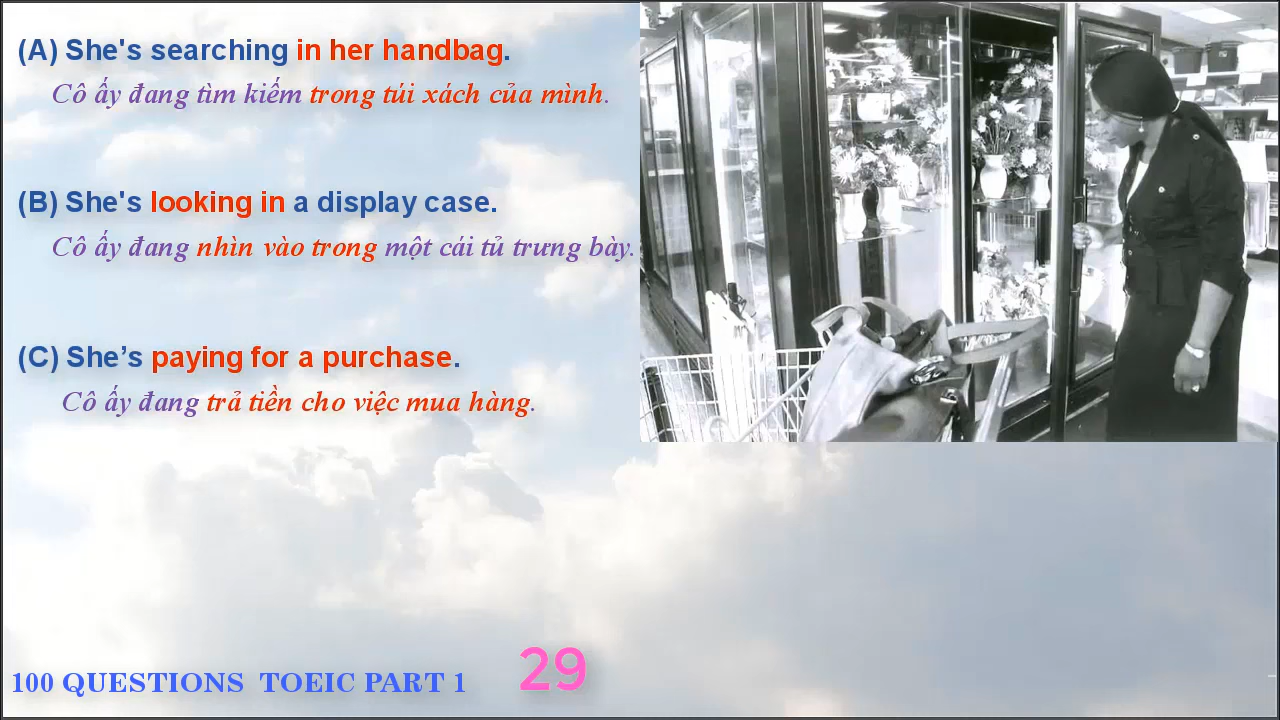 (A) She's searching in her handbag.
Cô ấy đang tìm kiếm trong túi xách của mình.
(B) She's looking in a display case.
Cô ấy đang nhìn vào trong một cái tủ trưng bày.
(C) She’s paying for a purchase.
Cô ấy đang trả tiền cho việc mua hàng.
100 QUESTIONS TOEIC PART 1
29